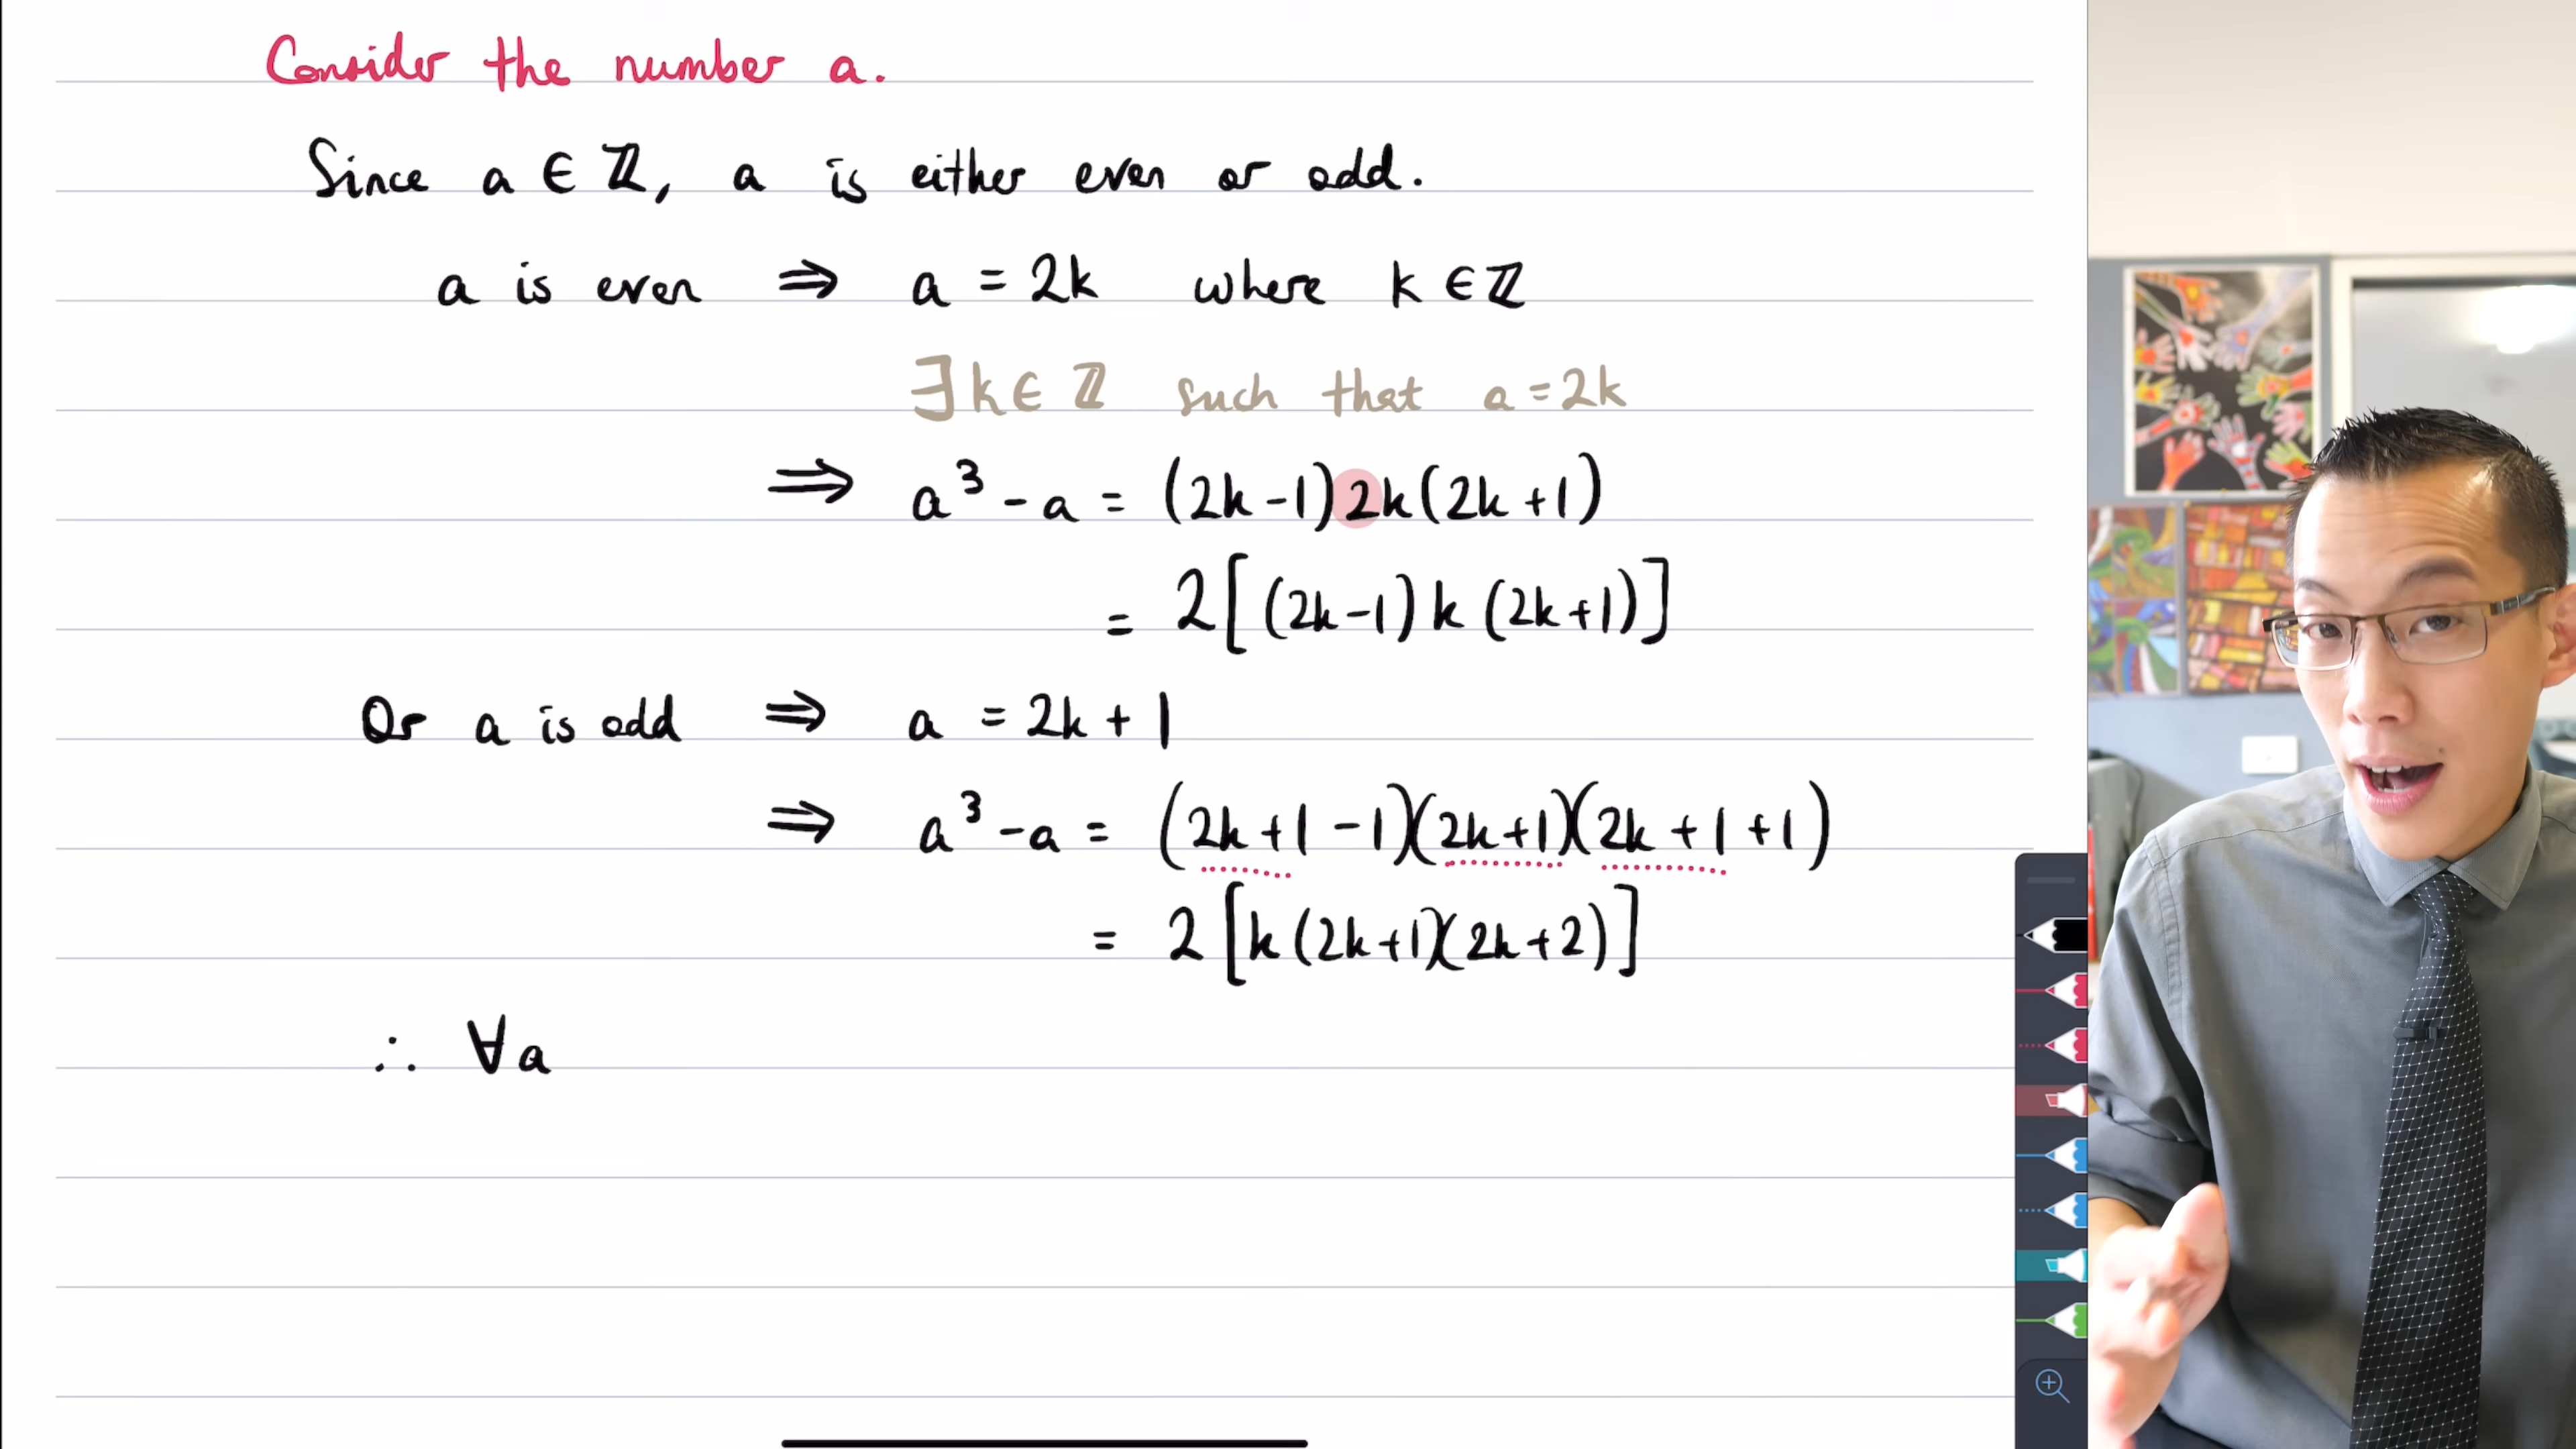 Consider the number a.
Since a ∈ ℤ, a is either even or odd.
a is even ⇒ a = 2k where k ∈ ℤ
∃ k ∈ ℤ such that a = 2k
⇒ a³ - a = (2k - 1) 2k (2k + 1)
= 2[(2k - 1) k (2k + 1)]
Or a is odd ⇒ a = 2k + 1
⇒ a³ - a = (2k + 1 - 1)(2k + 1)(2k + 1 + 1)
= 2[k (2k + 1)(2k + 2)]
∴ ∀a